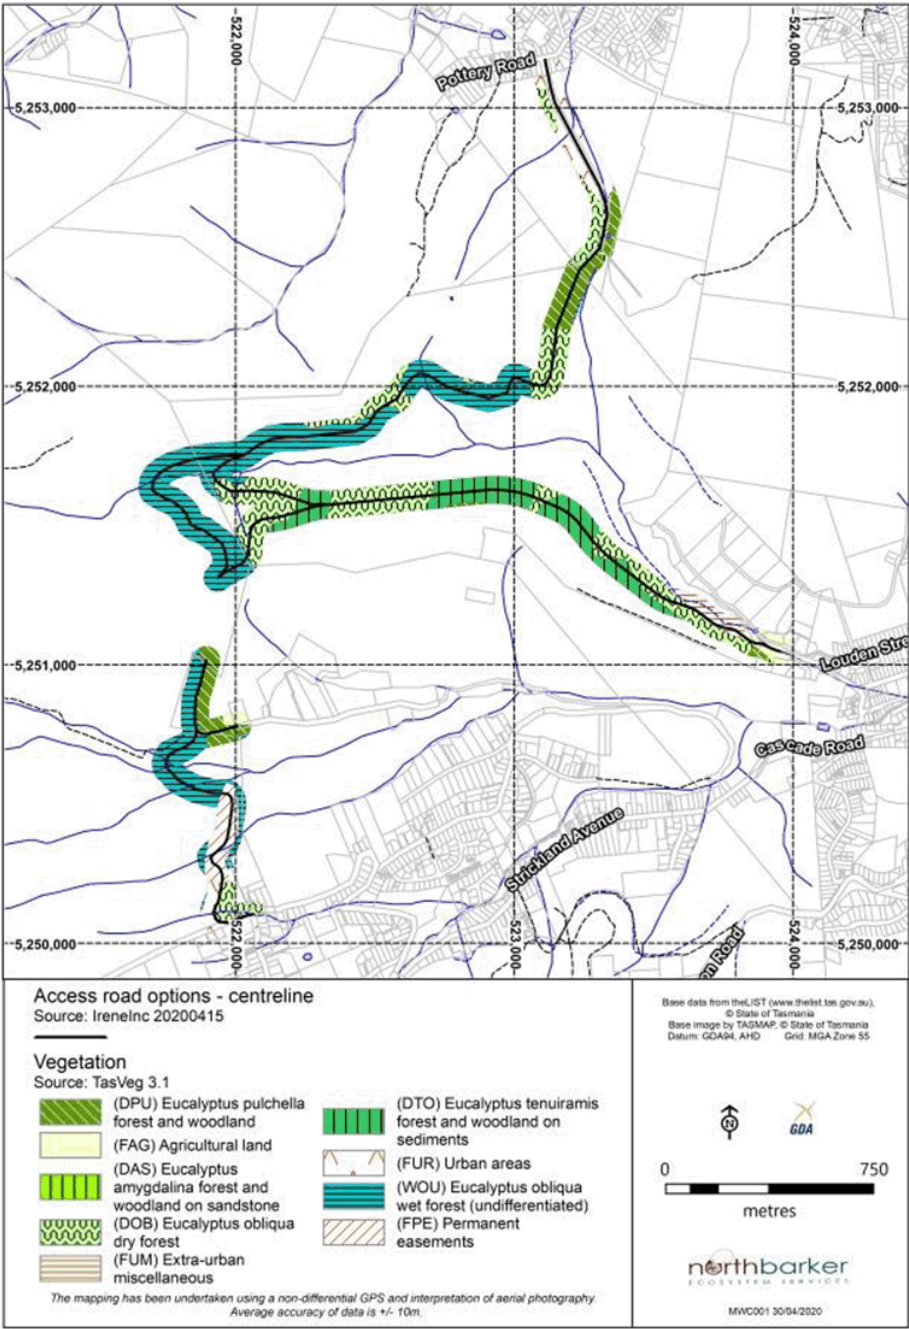 522,000
524,000
Pottery Road
5,253,000
5,253,000
5,252,000
5,252,000
5,251,000
Louden Stre
Cascade Road
Strickland Avenue
5,250,000
522,000
523,000
on Road
524,000
5,250,000
Access road options - centreline
Source: IreneInc 20200415
Vegetation
Source: TasVeg 3.1
(DPU) Eucalyptus pulchella
forest and woodland
(FAG) Agricultural land
(DAS) Eucalyptus
amygdalina forest and
woodland on sandstone
(DOB) Eucalyptus obliqua
dry forest
(FUM) Extra-urban
miscellaneous
(DTO) Eucalyptus tenuiramis
forest and woodland on
sediments
(FUR) Urban areas
(WOU) Eucalyptus obliqua
wet forest (undifferentiated)
(FPE) Permanent
easements
The mapping has been undertaken using a non-differential GPS and interpretation of aerial photography.
Average accuracy of data is +/- 10m.
Base data from theLIST (www.thelist.tas.gov.au),
© State of Tasmania
Base image by TASMAP, © State of Tasmania
Datum: GDA94, AHD Grid: MGA Zone 55
N
GDA
0 750
metres
northbarker
ECOSYSTEM SERVICES
MWC001 30/04/2020